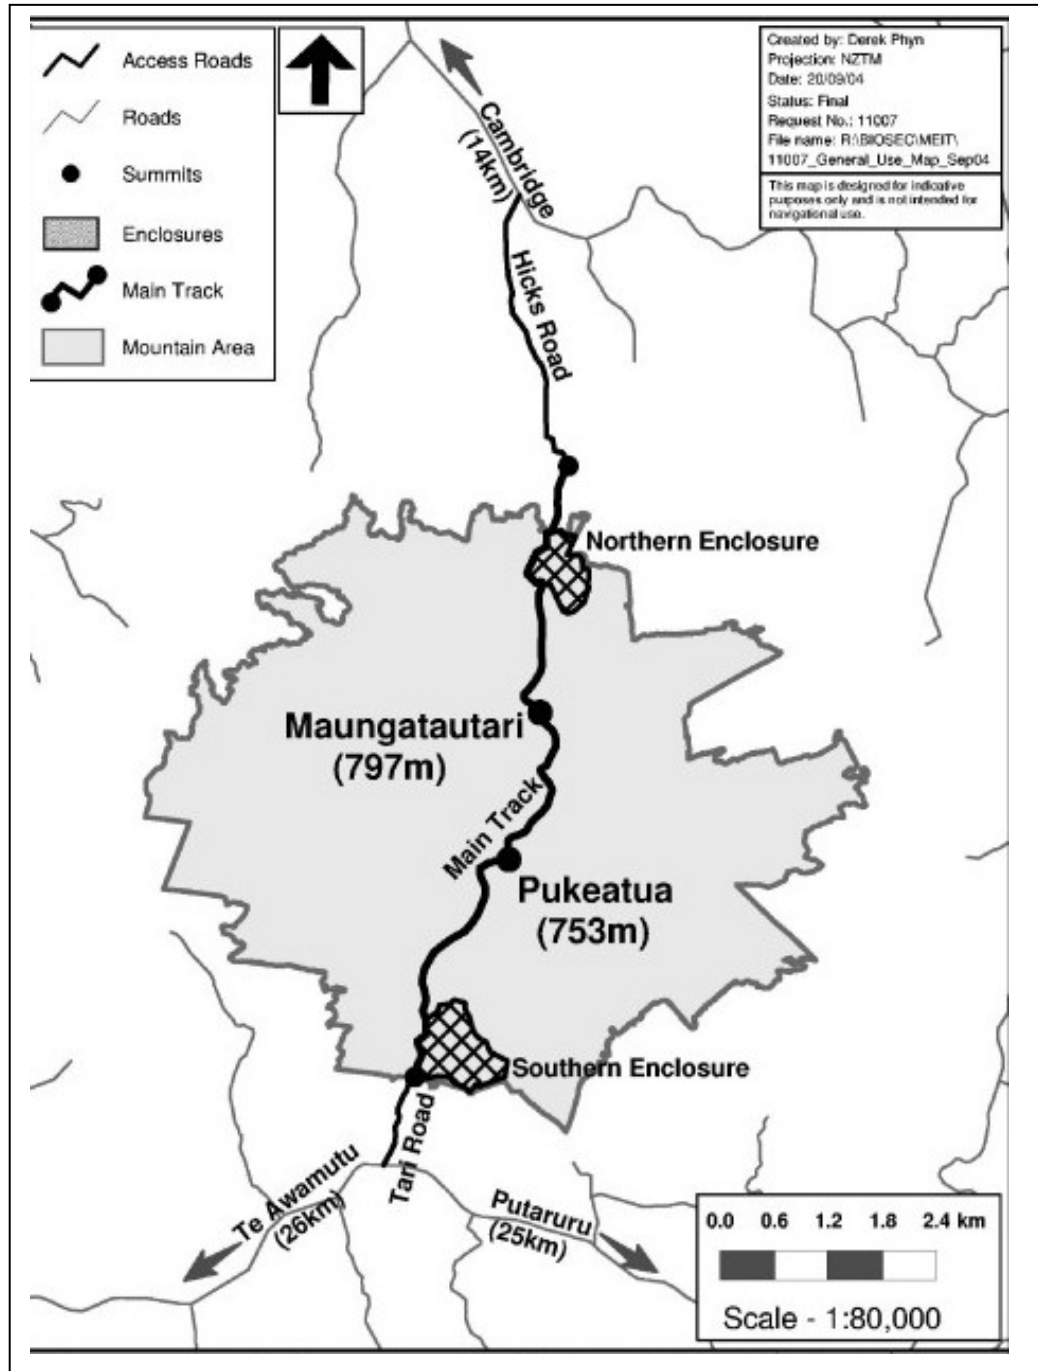 Access Roads
Roads
Summits
Enclosures
Main Track
Mountain Area
Created by: Derek Phyn
Projection: NZTM
Date: 20/09/04
Status: Final
Request No.: 11007
File name: R:\BIOSEC\MEIT\
11007_General_Use_Map_Sep04
This map is designed for indicative
purposes only and is not intended for
navigational use.
Cambridge
(14km)
Hicks Road
Northern Enclosure
Maungatautari
(797m)
Main Track
Pukeatua
(753m)
Southern Enclosure
Tari Road
Te Awamutu
(26km)
Putaruru
(25km)
0.0 0.6 1.2 1.8 2.4 km
Scale - 1:80,000